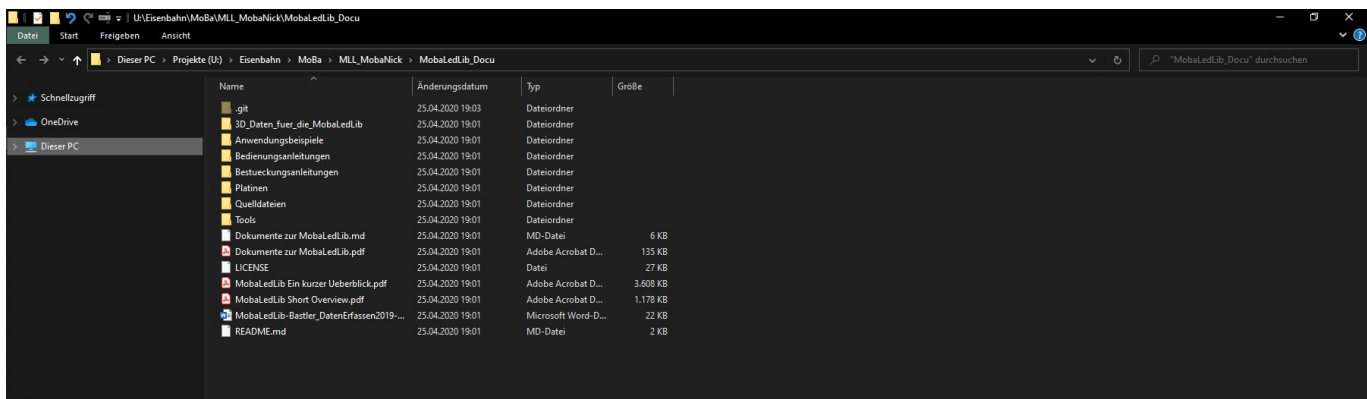 U:\Eisenbahn\MoBa\MLL_MobaNick\MobaLedLib_Docu
Datei Start Freigeben Ansicht
Dieser PC > Projekte (U:) > Eisenbahn > MoBa > MLL_MobaNick > MobaLedLib_Docu
"MobaLedLib_Docu" durchsuchen
Schnellzugriff
OneDrive
Dieser PC
Name Änderungsdatum Typ Größe
.git 25.04.2020 19:03 Dateiordner
3D_Daten_fuer_die_MobaLedLib 25.04.2020 19:01 Dateiordner
Anwendungsbeispiele 25.04.2020 19:01 Dateiordner
Bedienungsanleitungen 25.04.2020 19:01 Dateiordner
Bestueckungsanleitungen 25.04.2020 19:01 Dateiordner
Platinen 25.04.2020 19:01 Dateiordner
Quelldateien 25.04.2020 19:01 Dateiordner
Tools 25.04.2020 19:01 Dateiordner
Dokumente zur MobaLedLib.md 25.04.2020 19:01 MD-Datei 6 KB
Dokumente zur MobaLedLib.pdf 25.04.2020 19:01 Adobe Acrobat D... 135 KB
LICENSE 25.04.2020 19:01 Datei 27 KB
MobaLedLib Ein kurzer Ueberblick.pdf 25.04.2020 19:01 Adobe Acrobat D... 3.608 KB
MobaLedLib Short Overview.pdf 25.04.2020 19:01 Adobe Acrobat D... 1.178 KB
MobaLedLib-Bastler_DatenErfassen2019-... 25.04.2020 19:01 Microsoft Word-D... 22 KB
README.md 25.04.2020 19:01 MD-Datei 2 KB